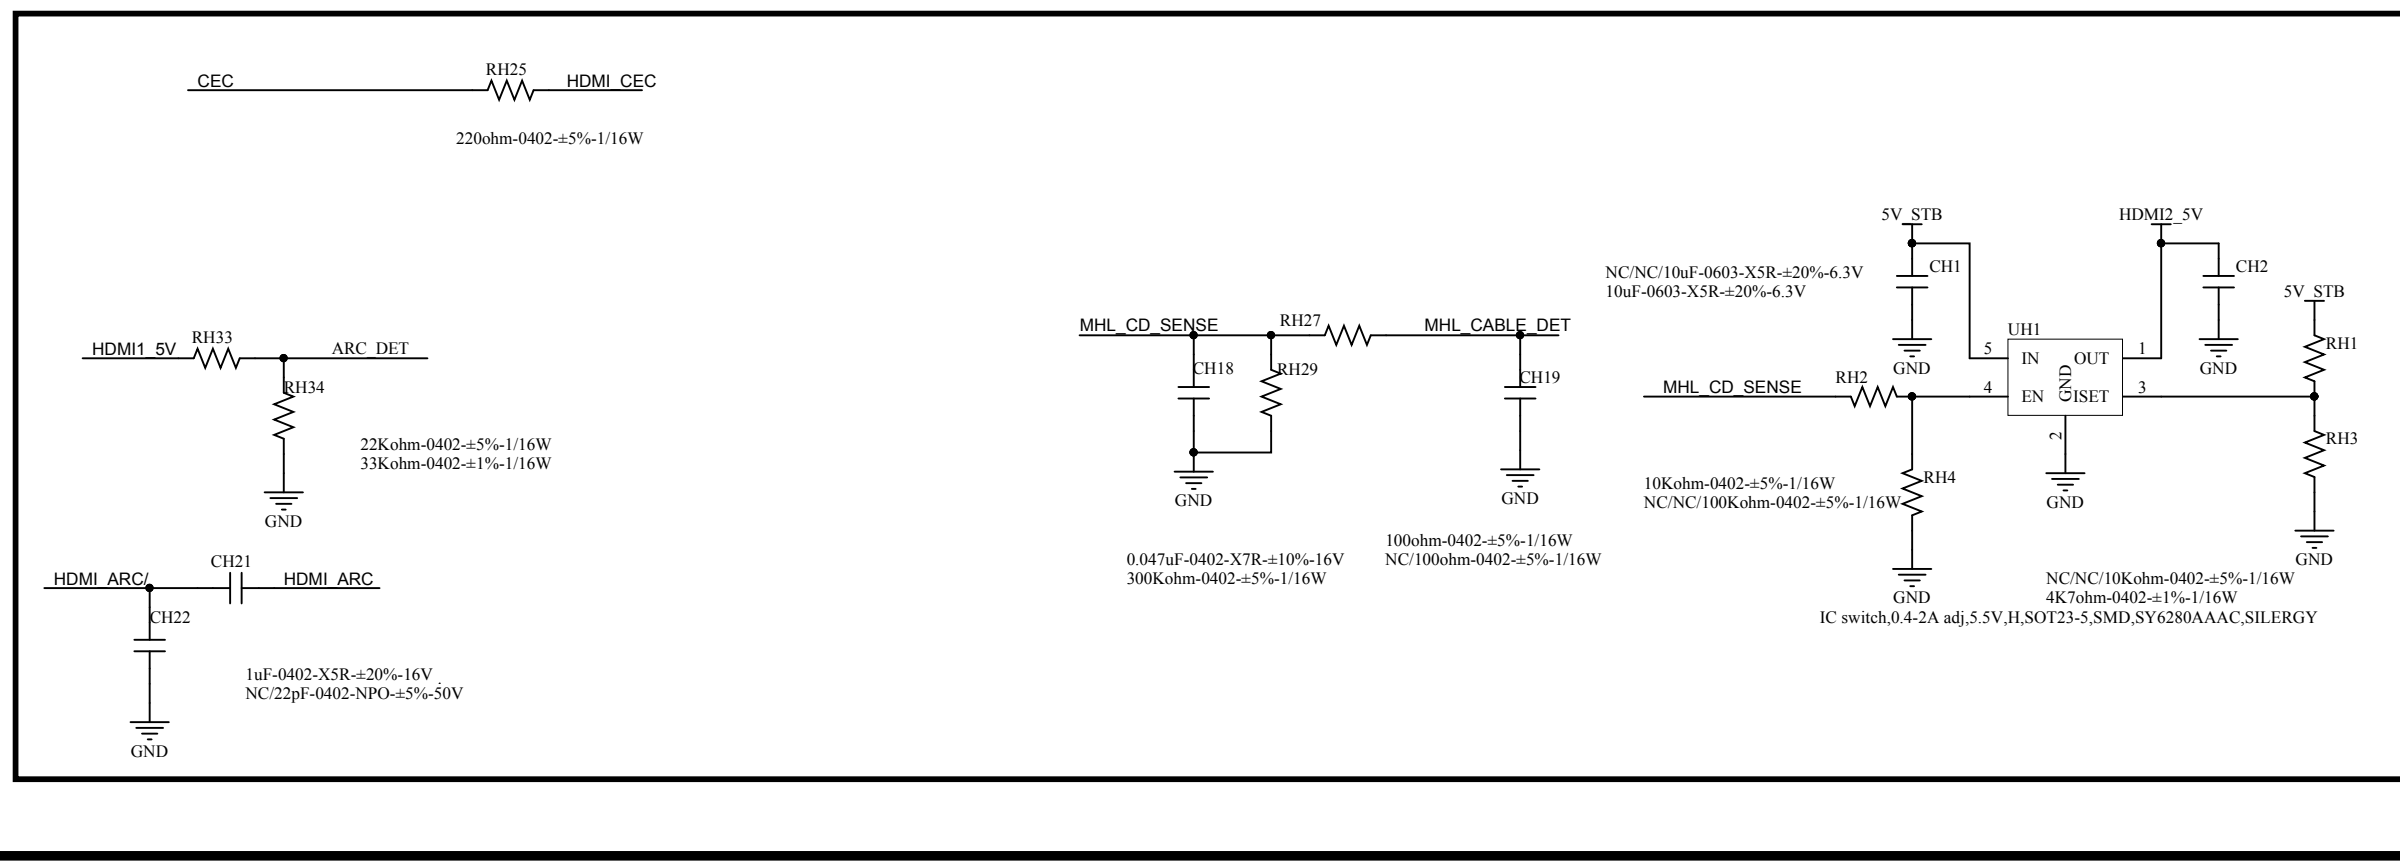 RH25
CEC
HDMI_CEC
220ohm-0402-±5%-1/16W
RH33
HDMI1_5V
ARC_DET
RH34
22Kohm-0402-±5%-1/16W
33Kohm-0402-±1%-1/16W
GND
CH21
HDMI_ARC/
HDMI_ARC
CH22
1uF-0402-X5R-±20%-16V
NC/22pF-0402-NPO-±5%-50V
GND
MHL_CD_SENSE
RH27
MHL_CABLE_DET
CH18
RH29
CH19
GND
GND
0.047uF-0402-X7R-±10%-16V
300Kohm-0402-±5%-1/16W
100ohm-0402-±5%-1/16W
NC/100ohm-0402-±5%-1/16W
5V_STB
HDMI2_5V
NC/NC/10uF-0603-X5R-±20%-6.3V
10uF-0603-X5R-±20%-6.3V
CH1
CH2
5V_STB
GND
GND
UH1
RH1
5
IN
OUT
1
GND
MHL_CD_SENSE
RH2
4
EN
ISET
3
2
RH3
RH4
GND
10Kohm-0402-±5%-1/16W
NC/NC/100Kohm-0402-±5%-1/16W
GND
GND
NC/NC/10Kohm-0402-±5%-1/16W
4K7ohm-0402-±1%-1/16W
IC switch,0.4-2A adj,5.5V,H,SOT23-5,SMD,SY6280AAAC,SILERGY